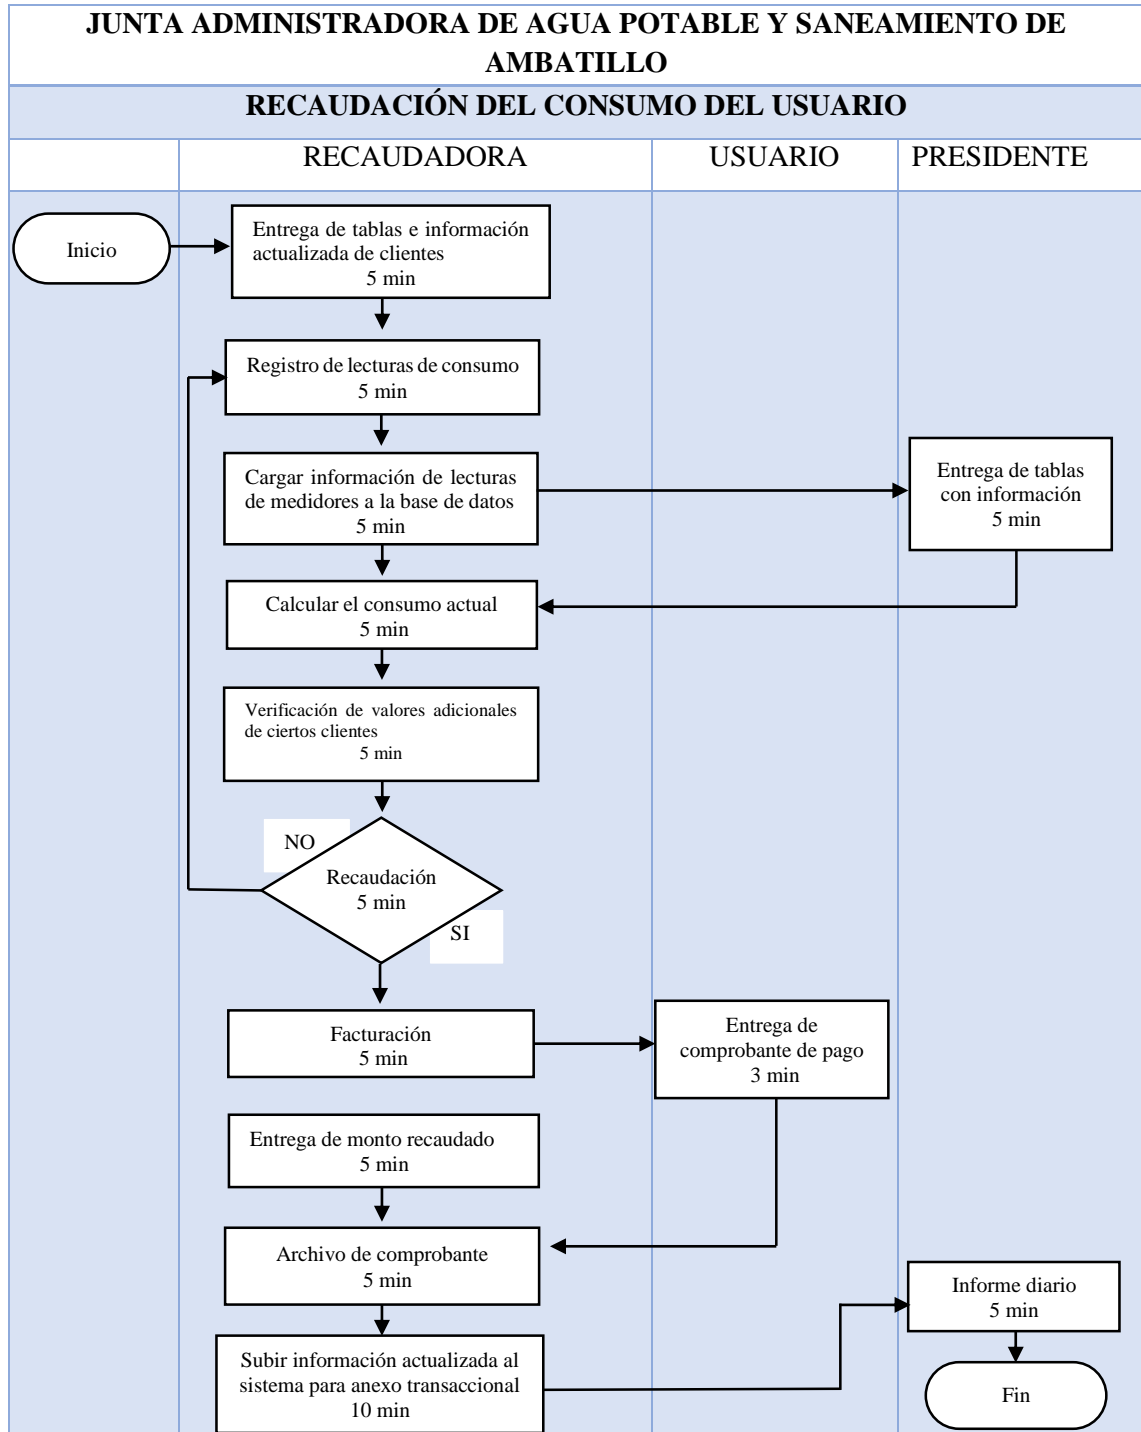 JUNTA ADMINISTRADORA DE AGUA POTABLE Y SANEAMIENTO DE
AMBATILLO
RECAUDACIÓN DEL CONSUMO DEL USUARIO
RECAUDADORA
USUARIO
PRESIDENTE
Inicio
Entrega de tablas e información
actualizada de clientes
5 min
Registro de lecturas de consumo
5 min
Cargar información de lecturas
de medidores a la base de datos
5 min
Entrega de tablas
con información
5 min
Calcular el consumo actual
5 min
Verificación de valores adicionales
de ciertos clientes
5 min
NO
Recaudación
5 min
SI
Facturación
5 min
Entrega de
comprobante de pago
3 min
Entrega de monto recaudado
5 min
Archivo de comprobante
5 min
Informe diario
5 min
Subir información actualizada al
sistema para anexo transaccional
10 min
Fin